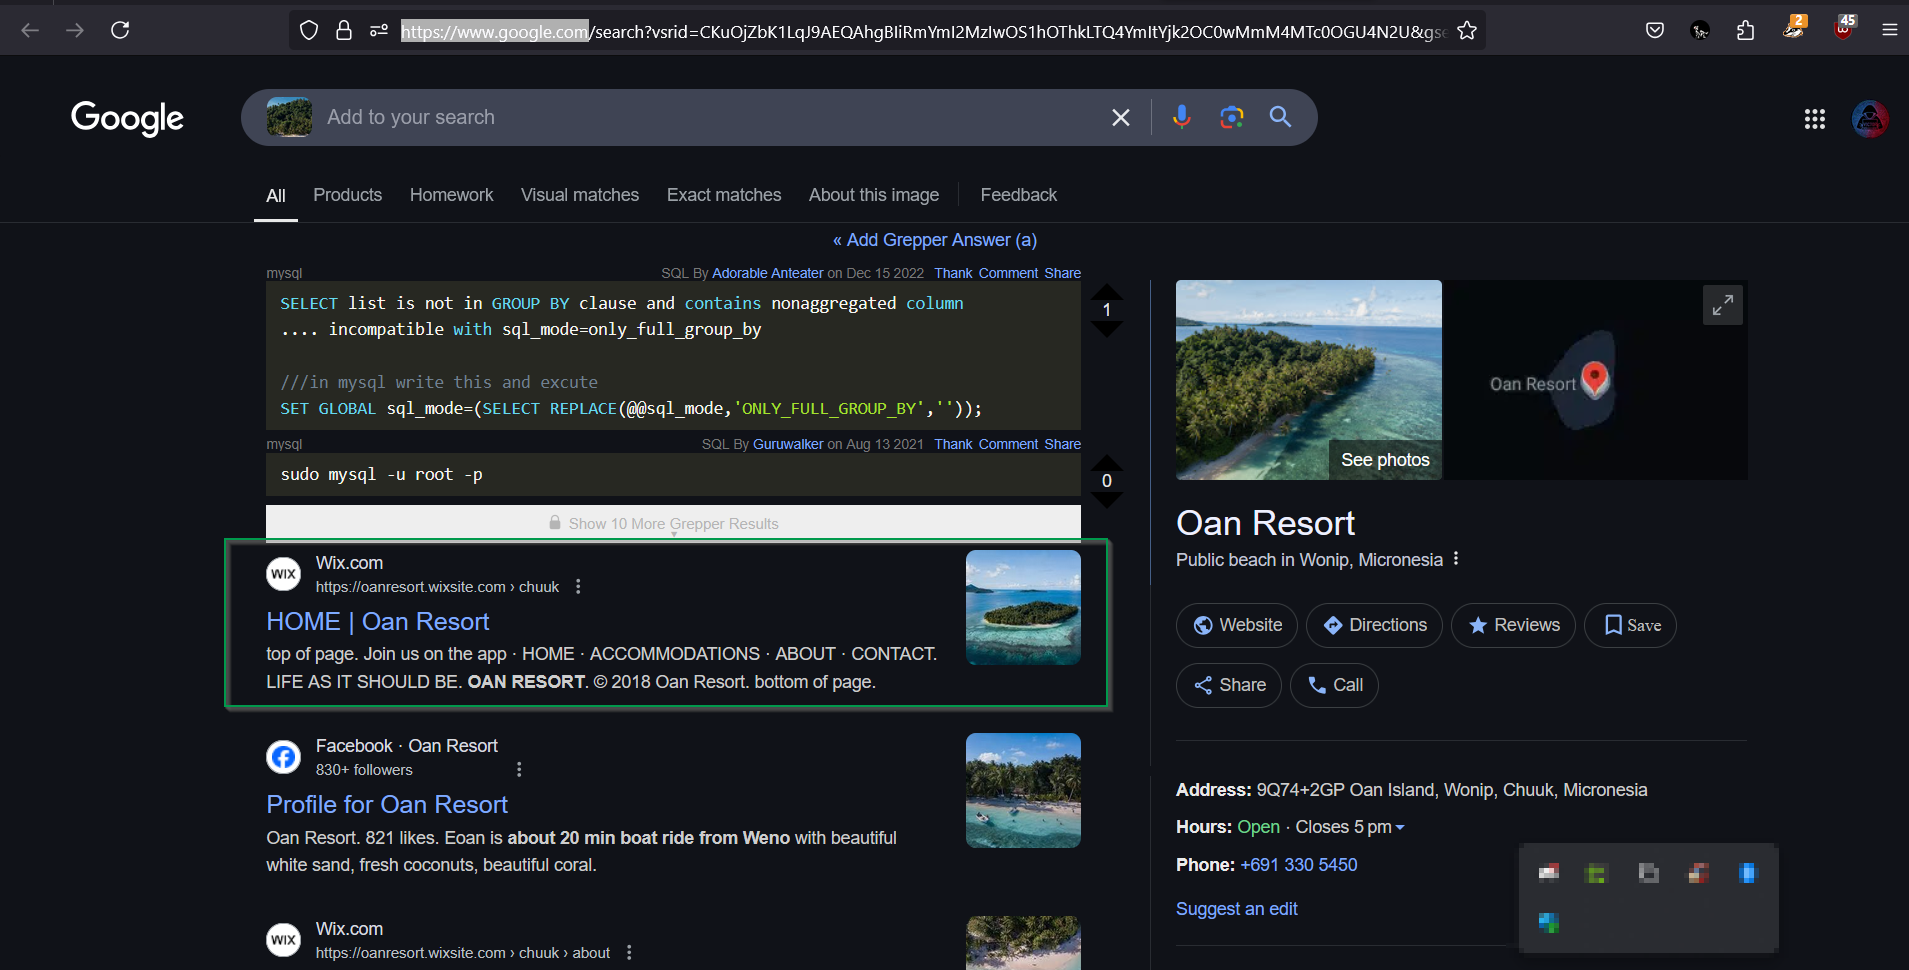 https://www.google.com/search?vsrid=CKuOjZbK1LqJ9AEQAhgBIiRmYmI2MzIwOS1hOThkLTQ4YmItYjk2OC0wMmM4MTc0OGU4N2U&gse
2
45
Google
Add to your search
All
Products
Homework
Visual matches
Exact matches
About this image
Feedback
« Add Grepper Answer (a)
mysql
SQL By Adorable Anteater on Dec 15 2022 Thank Comment Share
SELECT list is not in GROUP BY clause and contains nonaggregated column
.... incompatible with sql_mode=only_full_group_by
///in mysql write this and excute
SET GLOBAL sql_mode=(SELECT REPLACE(@@sql_mode,'ONLY_FULL_GROUP_BY',''));
1
mysql
SQL By Guruwalker on Aug 13 2021 Thank Comment Share
sudo mysql -u root -p
0
Show 10 More Grepper Results
WIX
Wix.com
https://oanresort.wixsite.com › chuuk
HOME | Oan Resort
top of page. Join us on the app · HOME · ACCOMMODATIONS · ABOUT · CONTACT.
LIFE AS IT SHOULD BE. OAN RESORT. © 2018 Oan Resort. bottom of page.
Facebook · Oan Resort
830+ followers
Profile for Oan Resort
Oan Resort. 821 likes. Eoan is about 20 min boat ride from Weno with beautiful
white sand, fresh coconuts, beautiful coral.
WIX
Wix.com
https://oanresort.wixsite.com › chuuk › about
See photos
Oan Resort
Oan Resort
Public beach in Wonip, Micronesia
Website
Directions
Reviews
Save
Share
Call
Address: 9Q74+2GP Oan Island, Wonip, Chuuk, Micronesia
Hours: Open · Closes 5 pm
Phone: +691 330 5450
Suggest an edit